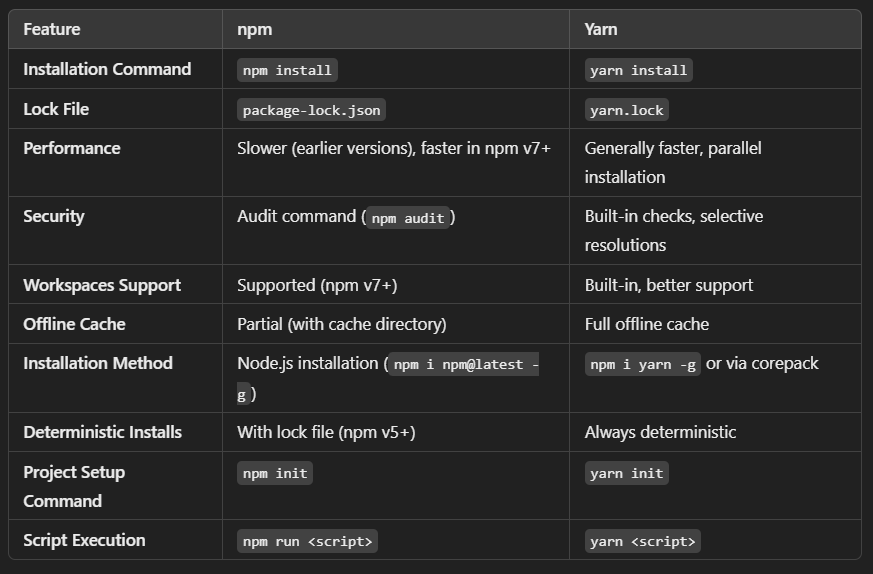 Feature npm Yarn
Installation Command npm install yarn install
Lock File package-lock.json yarn.lock
Performance Slower (earlier versions), faster in npm v7+ Generally faster, parallel
installation
Security Audit command (npm audit) Built-in checks, selective
resolutions
Workspaces Support Supported (npm v7+) Built-in, better support
Offline Cache Partial (with cache directory) Full offline cache
Installation Method Node.js installation (npm i npm@latest - npm i yarn -g or via corepack
g)
Deterministic Installs With lock file (npm v5+) Always deterministic
Project Setup npm init yarn init
Command
Script Execution npm run <script> yarn <script>